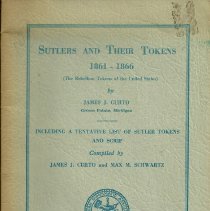 SUTLERS AND THEIR TOKENS
1861 - 1866
(The Rebellion Tokens of the United States)
by
JAMES J. CURTO
Grosse Pointe, Michigan
INCLUDING A TENTATIVE LIST OF SUTLER TOKENS
AND SCRIP
Compiled by
JAMES J. CURTO and MAX M. SCHWARTZ